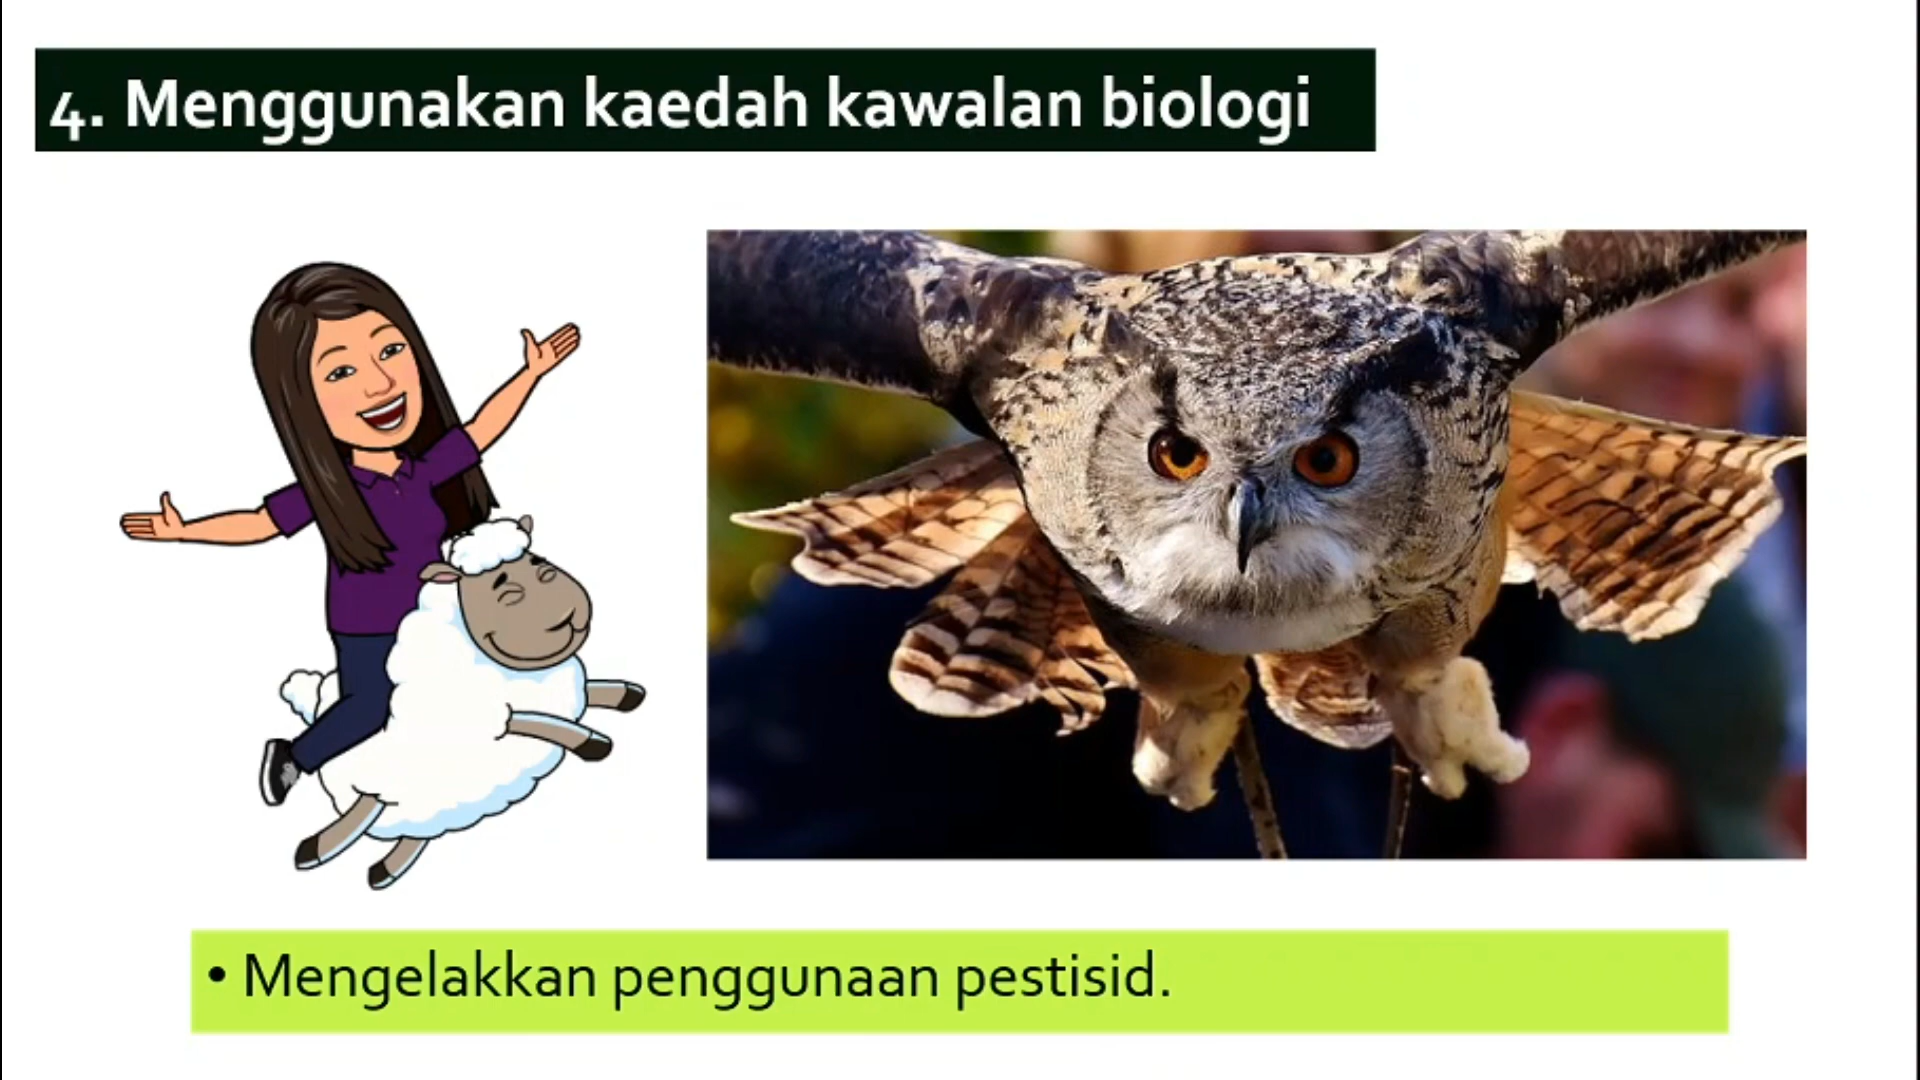 4. Menggunakan kaedah kawalan biologi
• Mengelakkan penggunaan pestisid.